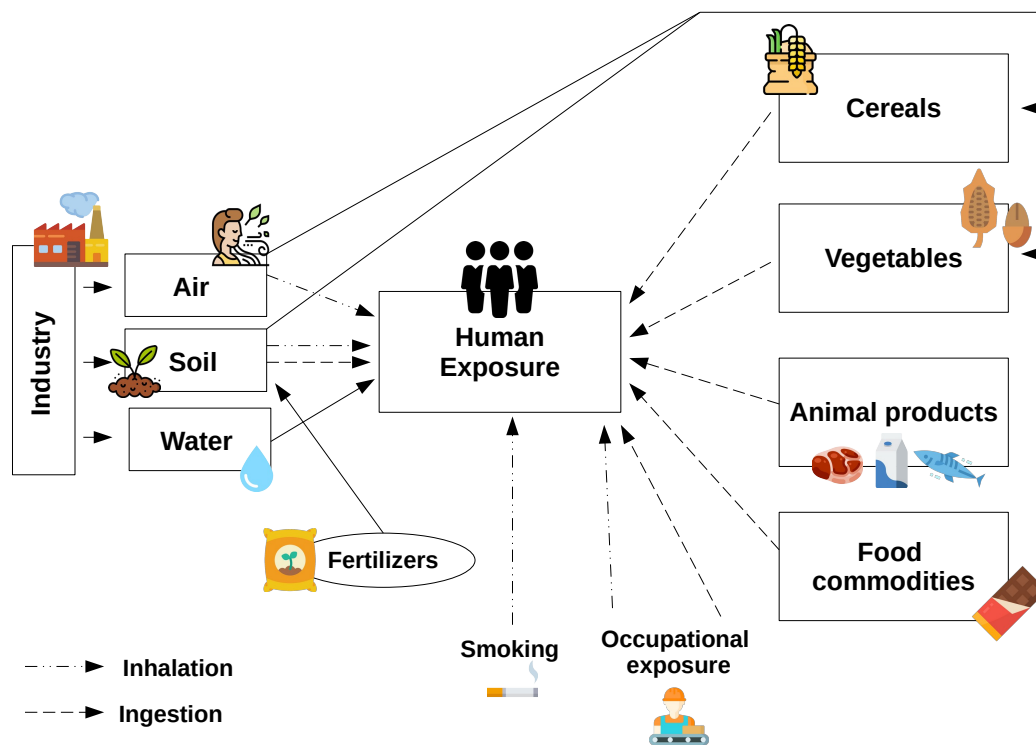 Cereals
Vegetables
Industry
Air
Soil
Water
Human
Exposure
Animal products
Food
commodities
Fertilizers
Smoking
Occupational
exposure
Inhalation
Ingestion